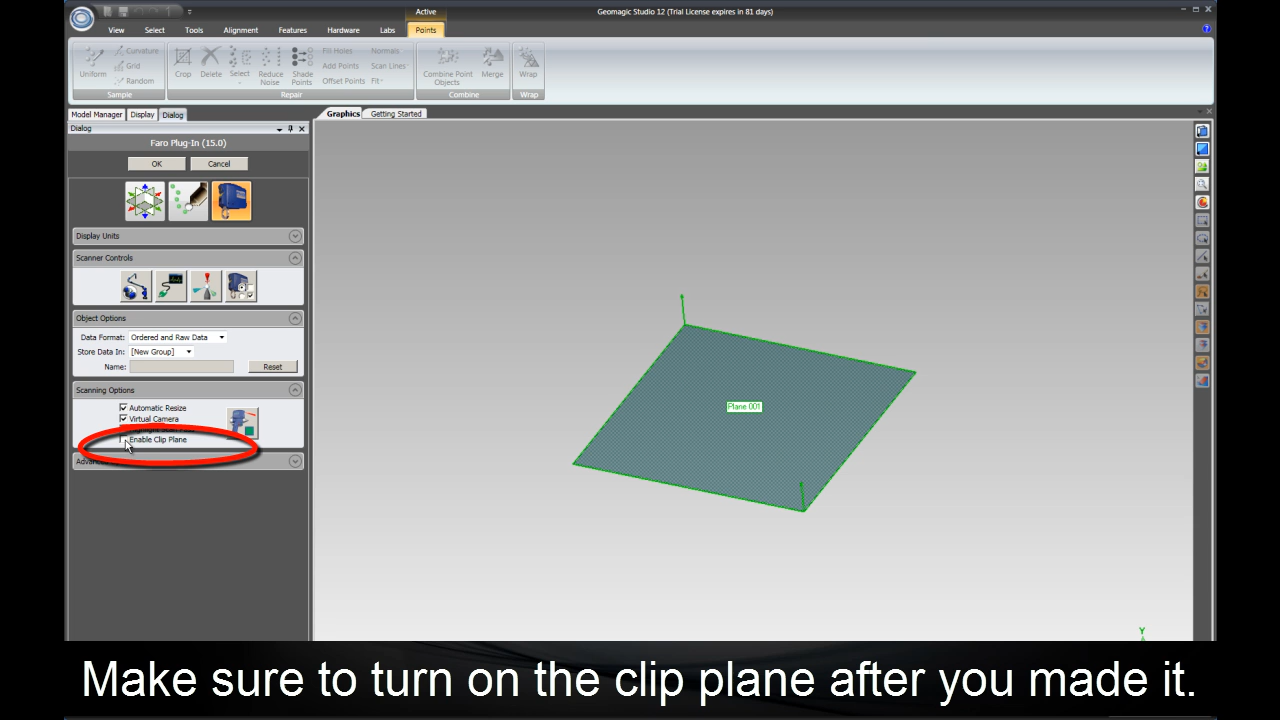 Active
Geomagic Studio 12 (Trial License expires in 81 days)
View Select Tools Alignment Features Hardware Labs Points
Uniform
Curvature
Grid
Random
Sample
Crop
Delete
Select
Reduce Noise
Shade Points
Fill Holes
Add Points
Offset Points
Normals
Scan Lines
Fit
Repair
Combine Point Objects
Merge
Combine
Wrap
Wrap
Model Manager Display Dialog
Graphics Getting Started
Dialog
Faro Plug-In (15.0)
OK Cancel
Display Units
Scanner Controls
Object Options
Data Format: Ordered and Raw Data
Store Data In: [New Group]
Name: Reset
Scanning Options
Automatic Resize
Virtual Camera
Enable Clip Plane
Plane 001
Y
Make sure to turn on the clip plane after you made it.